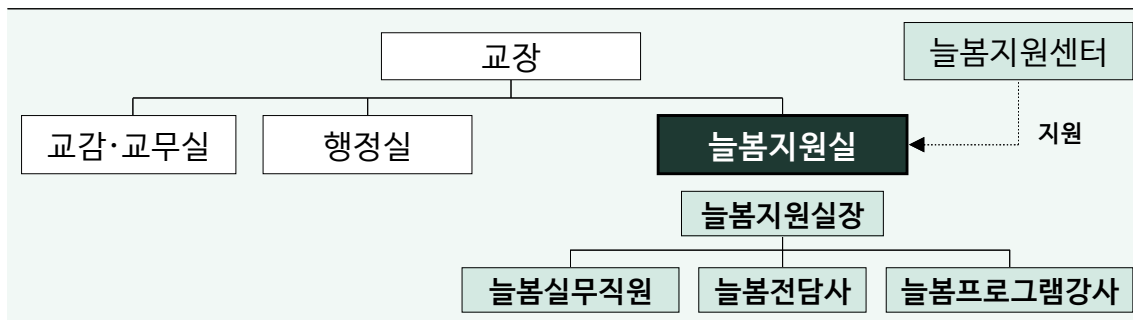 교장
늘봄지원센터
교감·교무실
행정실
늘봄지원실
지원
늘봄지원실장
늘봄실무직원
늘봄전담사
늘봄프로그램강사